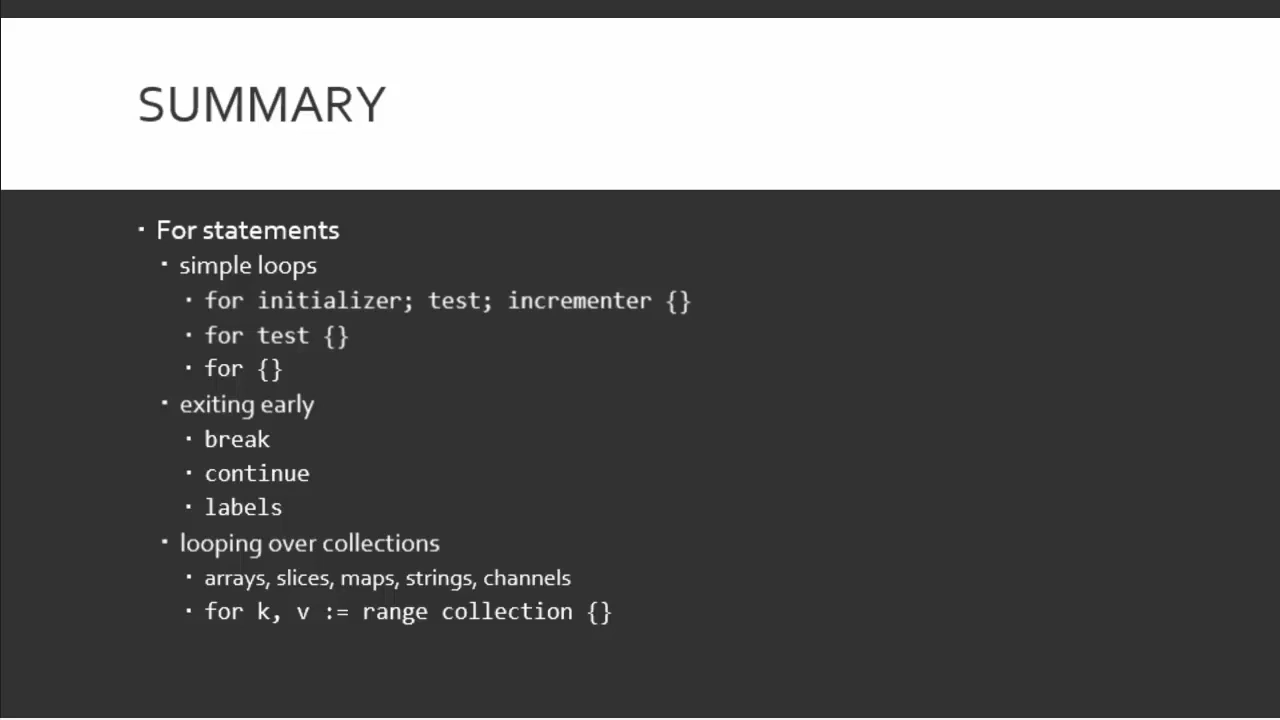 SUMMARY
▪ For statements
▪ simple loops
▪ for initializer; test; incrementer {}
▪ for test {}
▪ for {}
▪ exiting early
▪ break
▪ continue
▪ labels
▪ looping over collections
▪ arrays, slices, maps, strings, channels
▪ for k, v := range collection {}